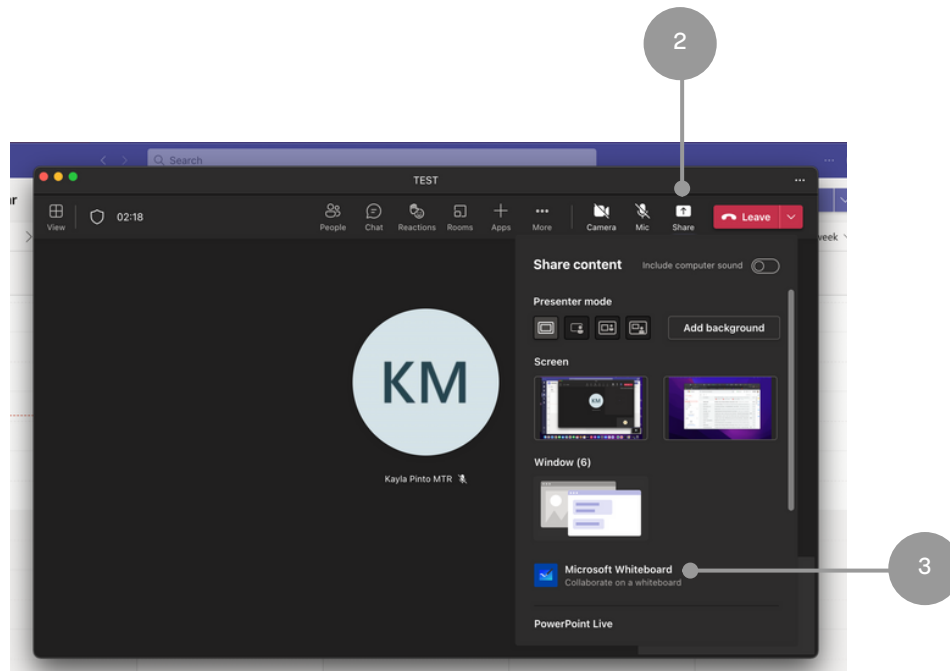 2
Search
TEST
ar
View
02:18
People
Chat
Reactions
Rooms
Apps
More
Camera
Mic
Share
Leave
week
Share content
Include computer sound
Presenter mode
Add background
Screen
KM
Kayla Pinto MTR
Window (6)
Microsoft Whiteboard
Collaborate on a whiteboard
3
PowerPoint Live